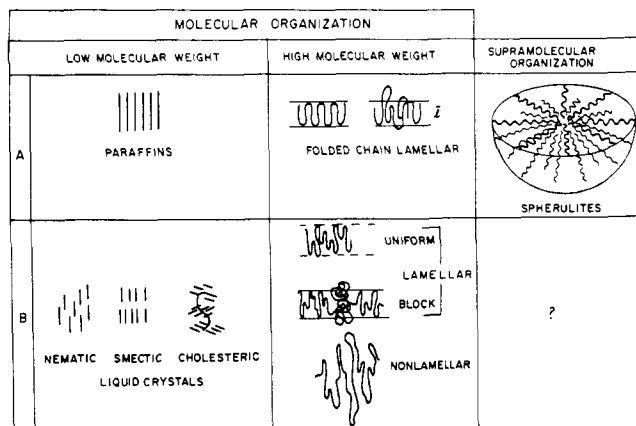 MOLECULAR ORGANIZATION
LOW MOLECULAR WEIGHT
HIGH MOLECULAR WEIGHT
SUPRAMOLECULAR
ORGANIZATION
A
PARAFFINS
l̄
FOLDED CHAIN LAMELLAR
SPHERULITES
B
UNIFORM
LAMELLAR
BLOCK
NONLAMELLAR
NEMATIC SMECTIC CHOLESTERIC
LIQUID CRYSTALS
?